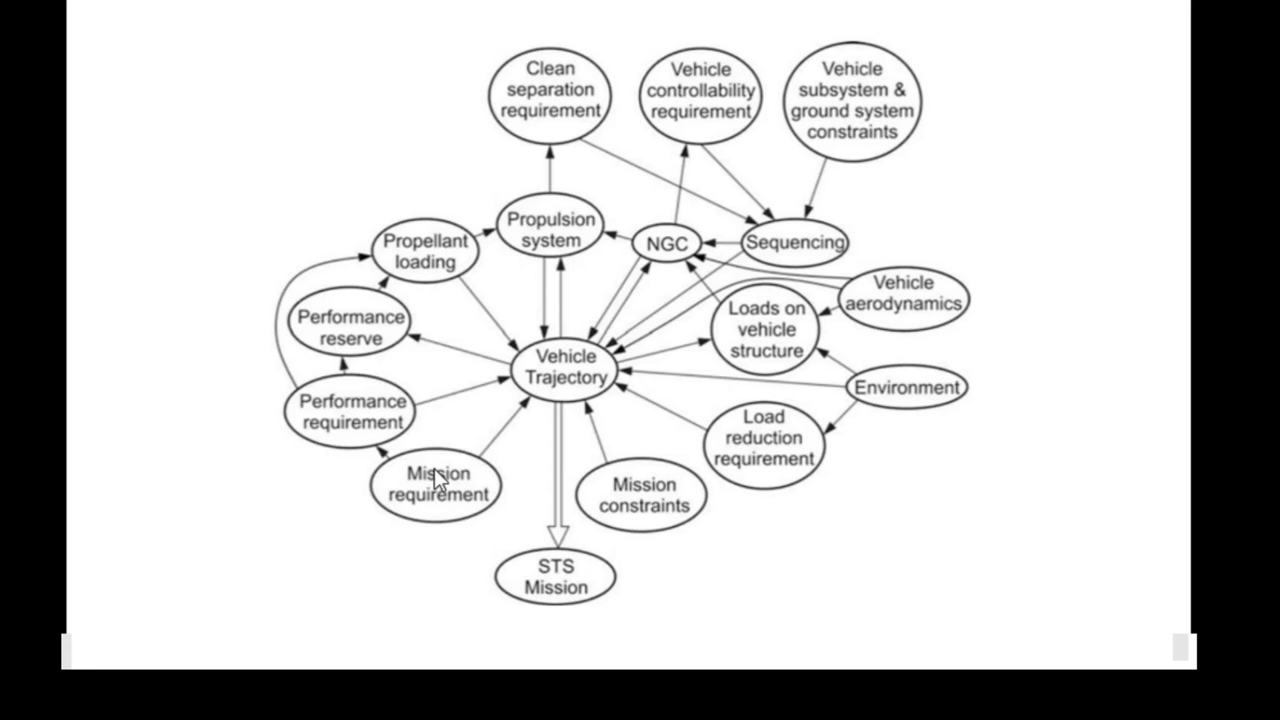 Clean
separation
requirement
Vehicle
controllability
requirement
Vehicle
subsystem &
ground system
constraints
Propulsion
system
Propellant
loading
NGC
Sequencing
Vehicle
aerodynamics
Performance
reserve
Loads on
vehicle
structure
Vehicle
Trajectory
Environment
Performance
requirement
Load
reduction
requirement
Mission
requirement
Mission
constraints
STS
Mission